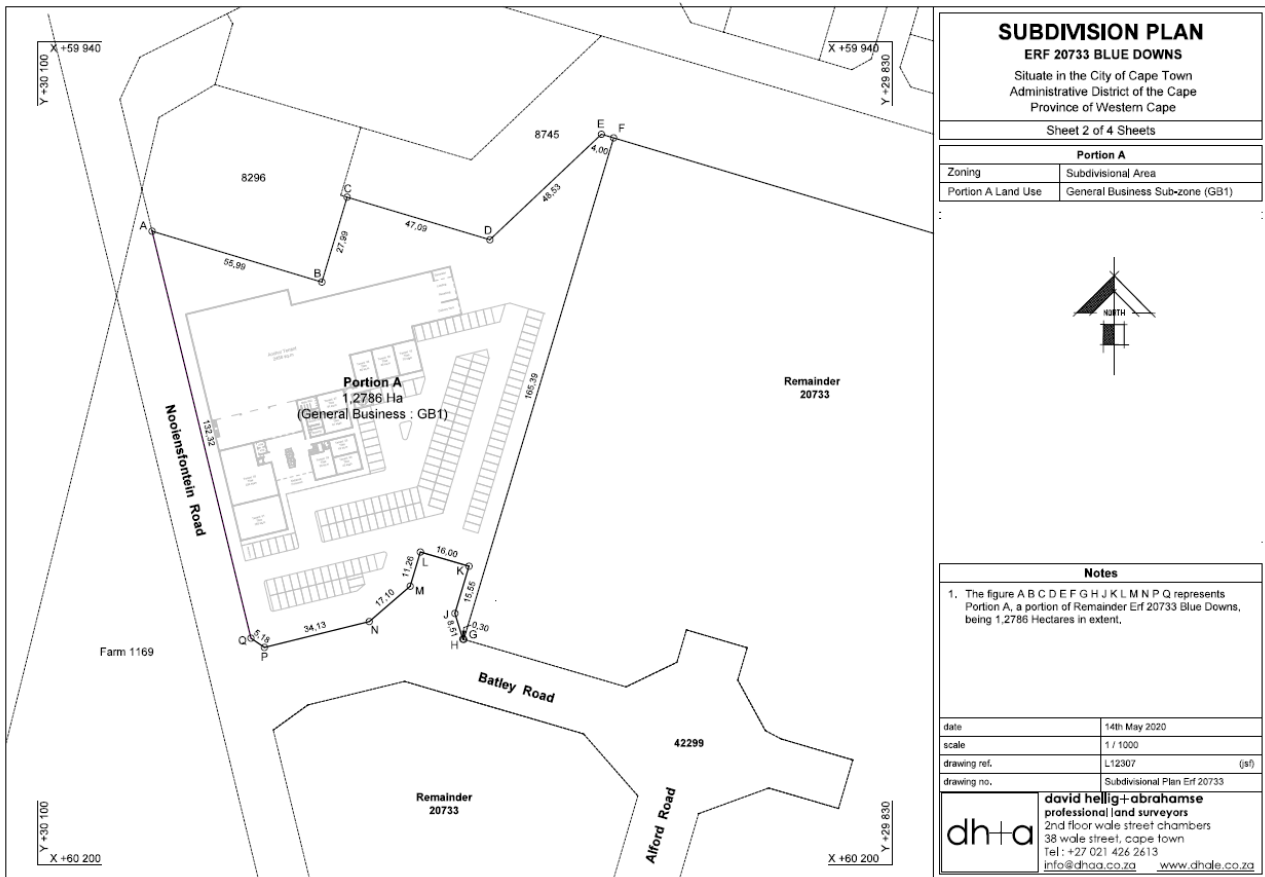 X +59 940
Y +30 100
X +59 940
Y +29 830
8745
E
F
4,00
8296
C
48,53
47,09
A
D
27,99
B
55,99
Portion A
1,2786 Ha
(General Business : GB1)
165,39
Remainder
20733
Nooiensfontein Road
132,32
16,00
L
K
11,26
M
15,55
17,10
J
8,51
0,30
G
H
34,13
N
Q
5,18
P
Farm 1169
Batley Road
42299
Remainder
20733
Alford Road
Y +30 100
X +60 200
Y +29 830
X +60 200
SUBDIVISION PLAN
ERF 20733 BLUE DOWNS
Situate in the City of Cape Town
Administrative District of the Cape
Province of Western Cape
Sheet 2 of 4 Sheets
Portion A
Zoning Subdivisional Area
Portion A Land Use General Business Sub-zone (GB1)
NORTH
Notes
1. The figure A B C D E F G H J K L M N P Q represents
Portion A, a portion of Remainder Erf 20733 Blue Downs,
being 1,2786 Hectares in extent,
date 14th May 2020
scale 1 / 1000
drawing ref. L12307 (jsf)
drawing no. Subdivisional Plan Erf 20733
dh+a
david hellig+abrahamse
professional land surveyors
2nd floor wale street chambers
38 wale street, cape town
Tel : +27 021 426 2613
info@dhaa.co.za www.dhale.co.za